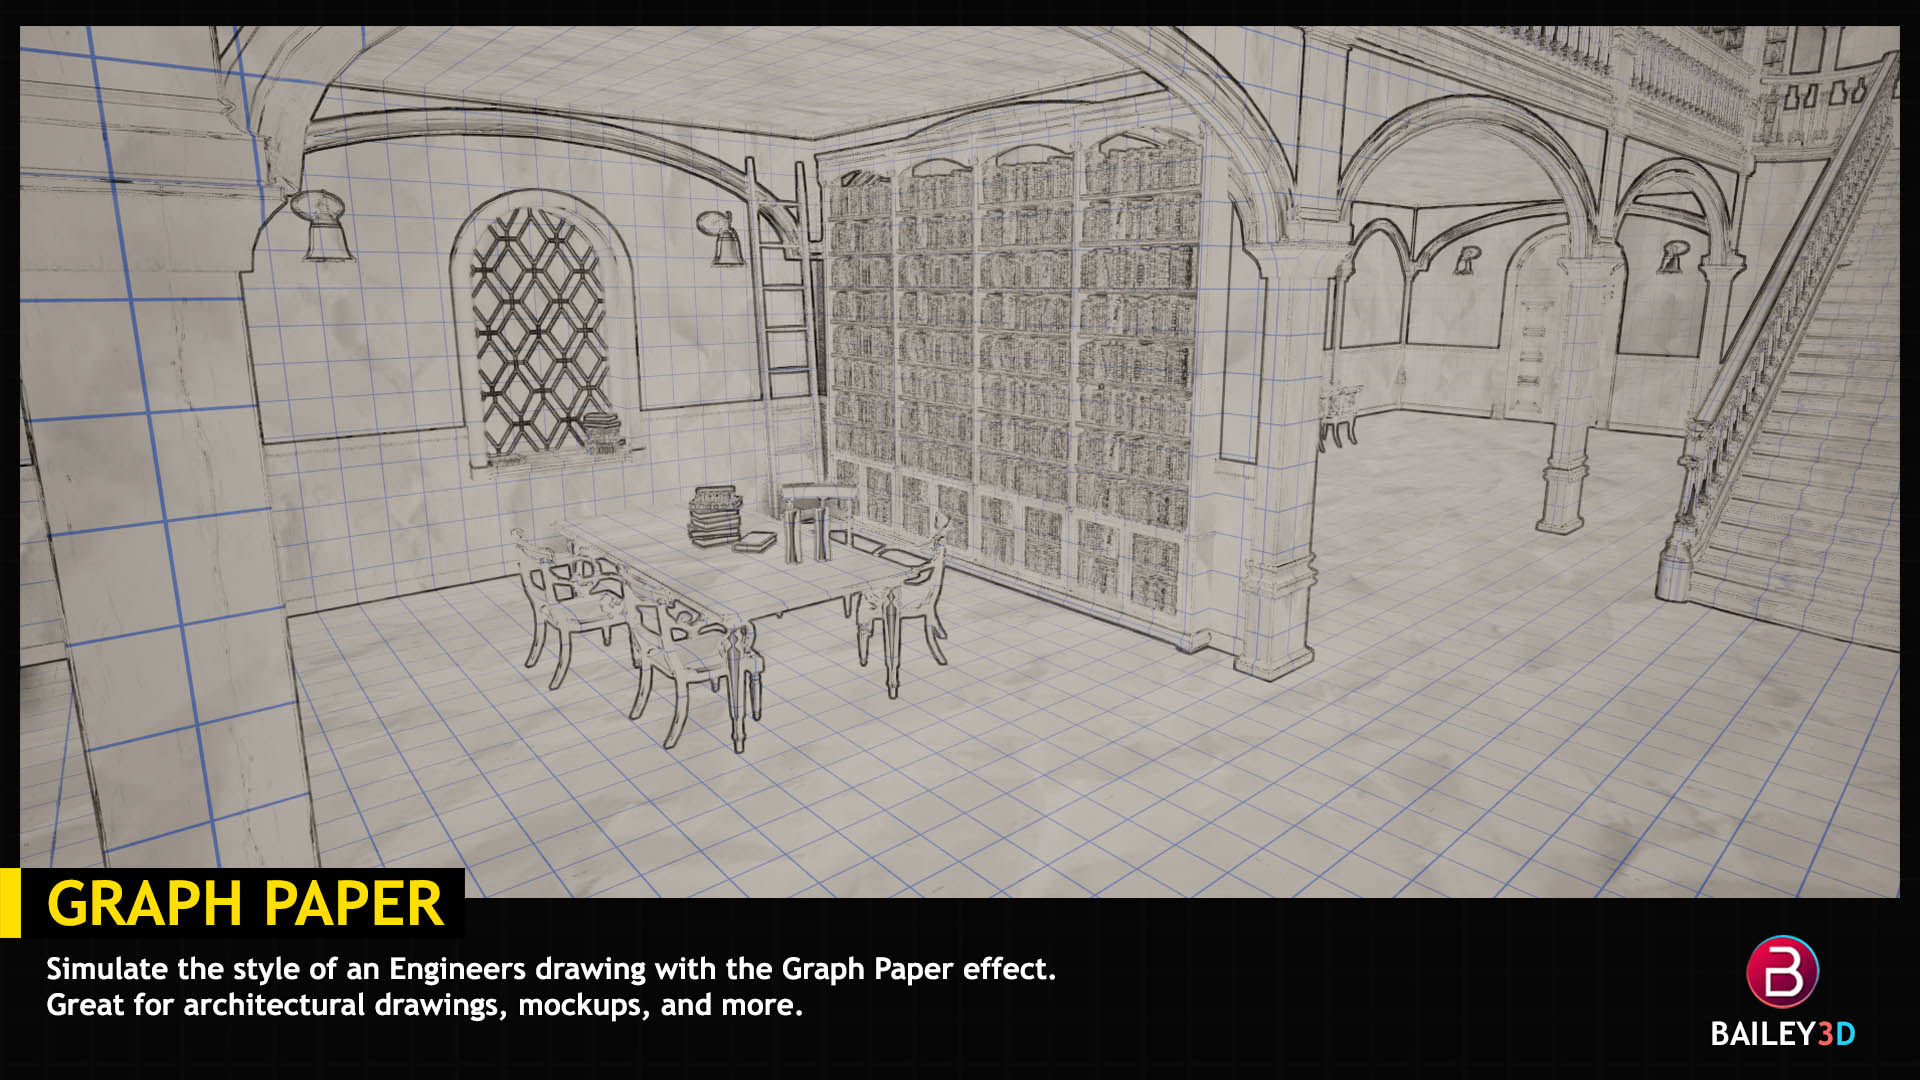 GRAPH PAPER
Simulate the style of an Engineers drawing with the Graph Paper effect.
Great for architectural drawings, mockups, and more.
B
BAILEY3D